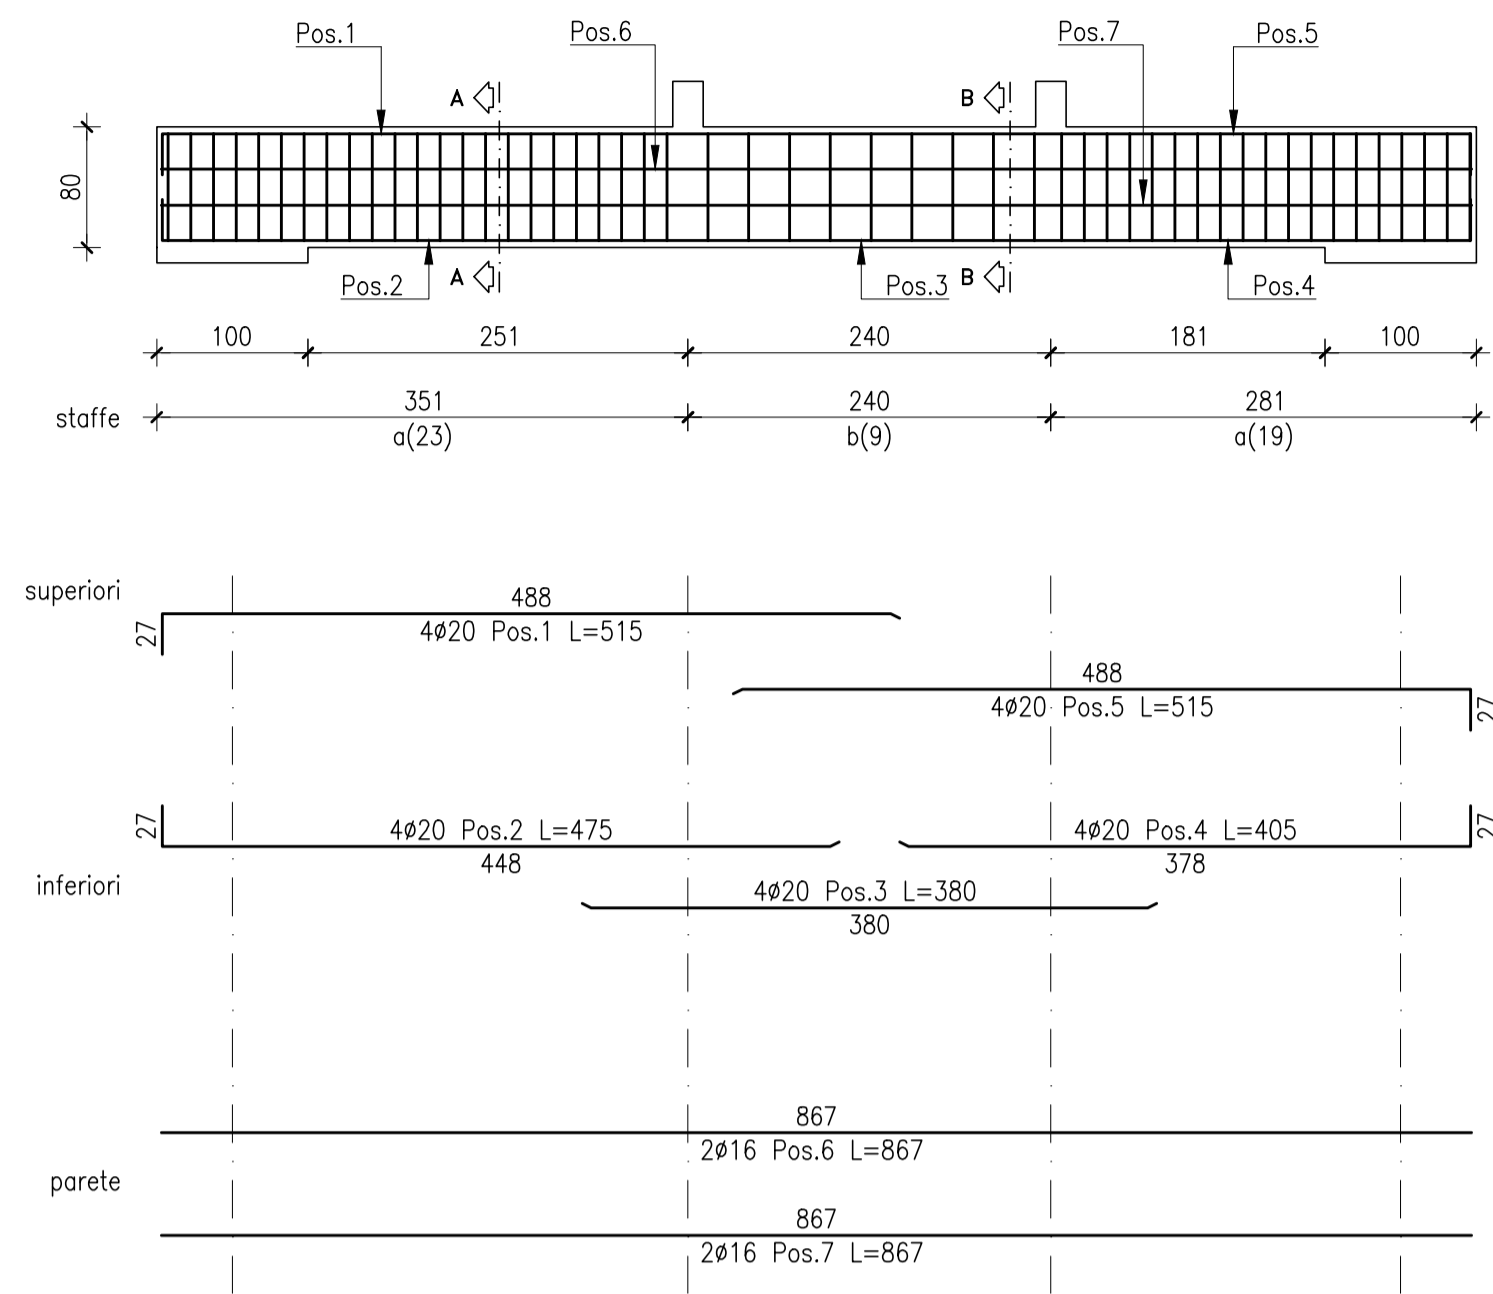 Pos.1
Pos.6
Pos.7
Pos.5
A
B
80
A
B
Pos.2
Pos.3
Pos.4
100
251
240
181
100
staffe
351
240
281
a(23)
b(9)
a(19)
superiori
488
27
4ø20 Pos.1 L=515
488
4ø20 Pos.5 L=515
27
27
4ø20 Pos.2 L=475
448
4ø20 Pos.4 L=405
378
27
inferiori
4ø20 Pos.3 L=380
380
867
2ø16 Pos.6 L=867
parete
867
2ø16 Pos.7 L=867